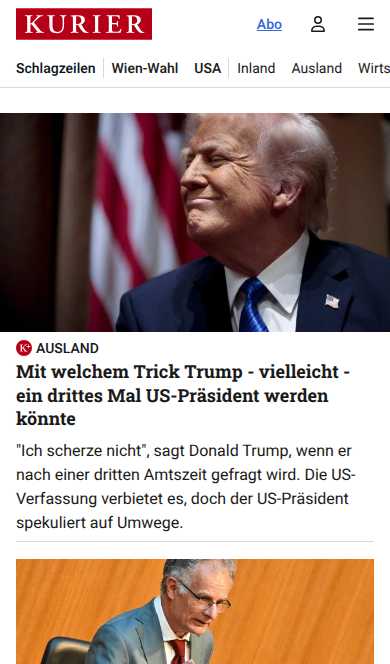 KURIER
Abo
Schlagzeilen
Wien-Wahl
USA
Inland
Ausland
Wirts
K+ AUSLAND
Mit welchem Trick Trump - vielleicht -
ein drittes Mal US-Präsident werden
könnte
"Ich scherze nicht", sagt Donald Trump, wenn er
nach einer dritten Amtszeit gefragt wird. Die US-
Verfassung verbietet es, doch der US-Präsident
spekuliert auf Umwege.